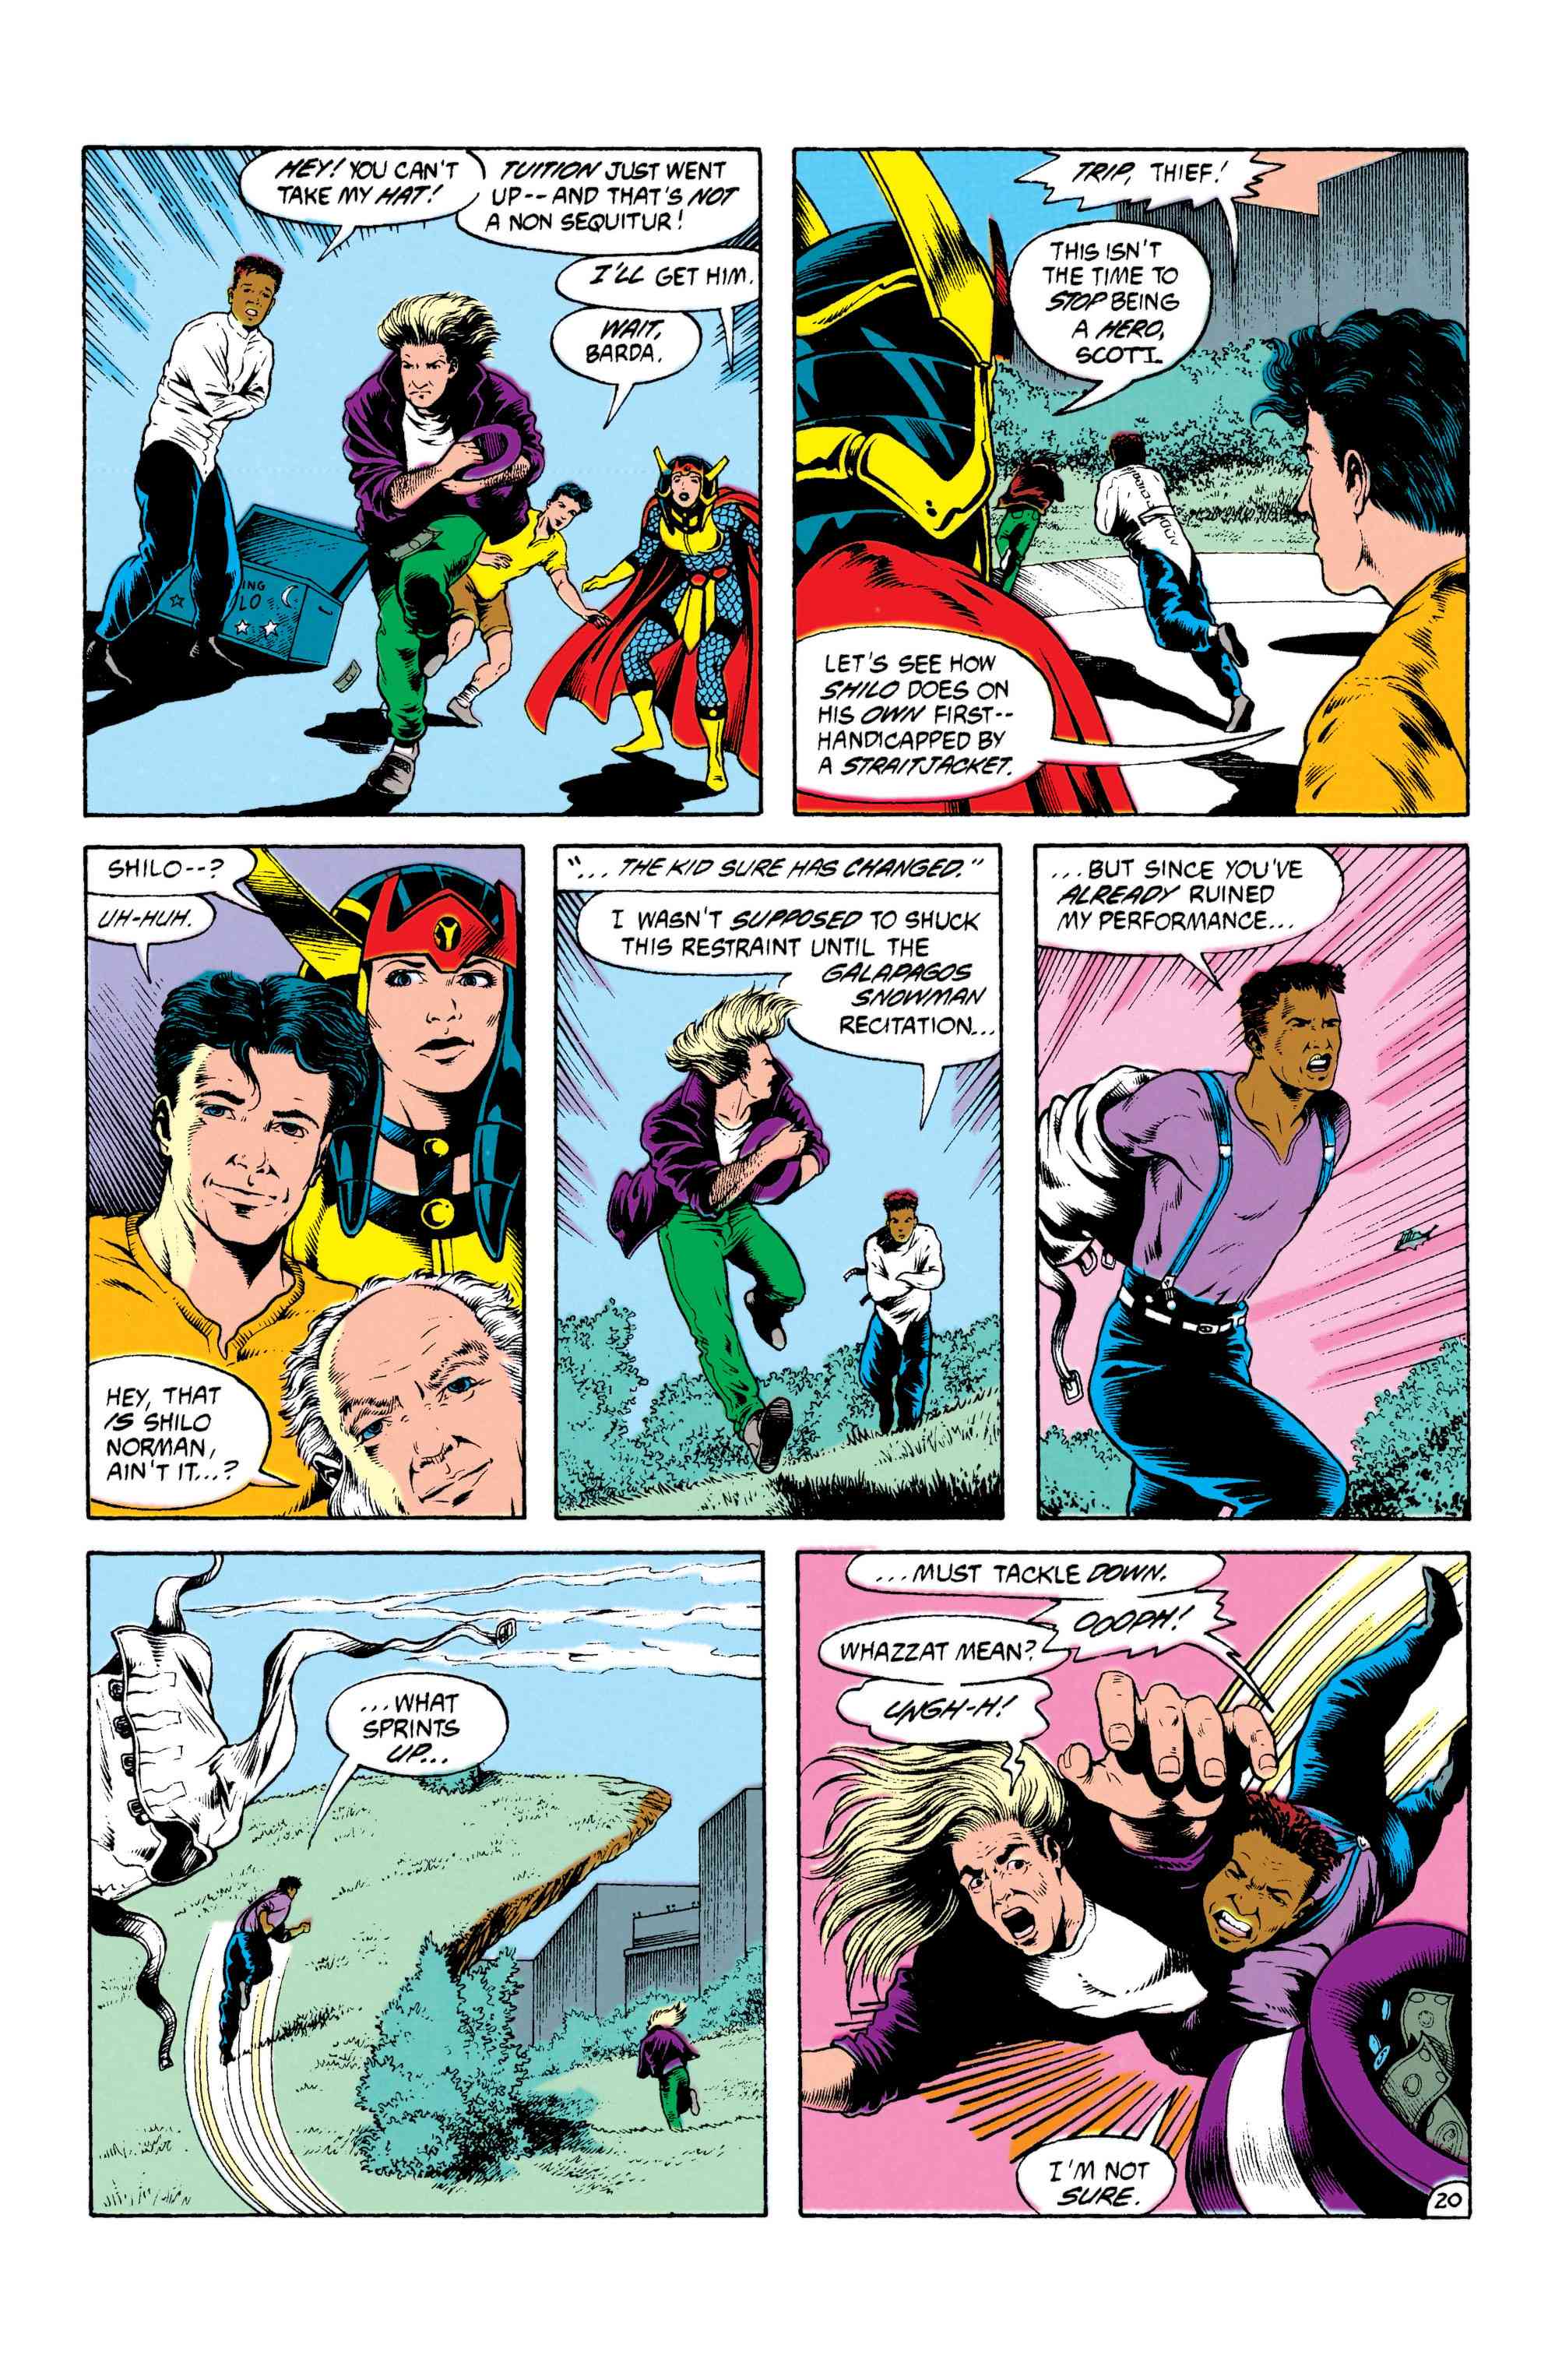 HEY! YOU CAN'T
TAKE MY HAT!
TUITION JUST WENT
UP--AND THAT'S NOT
A NON SEQUITUR!
I'LL GET HIM.
WAIT,
BARDA.
ING
LO
TRIP, THIEF!
THIS ISN'T
THE TIME TO
STOP BEING
A HERO,
SCOTT.
LET'S SEE HOW
SHILO DOES ON
HIS OWN FIRST--
HANDICAPPED BY
A STRAITJACKET.
SHILO--?
UH-HUH.
HEY, THAT
IS SHILO
NORMAN,
AIN'T IT...?
"...THE KID SURE HAS CHANGED."
I WASN'T SUPPOSED TO SHUCK
THIS RESTRAINT UNTIL THE
GALAPAGOS
SNOWMAN
RECITATION...
...BUT SINCE YOU'VE
ALREADY RUINED
MY PERFORMANCE...
...WHAT
SPRINTS
UP...
...MUST TACKLE DOWN.
OOOPH!
WHAZZAT MEAN?
UNGH-H!
I'M NOT
SURE.
20